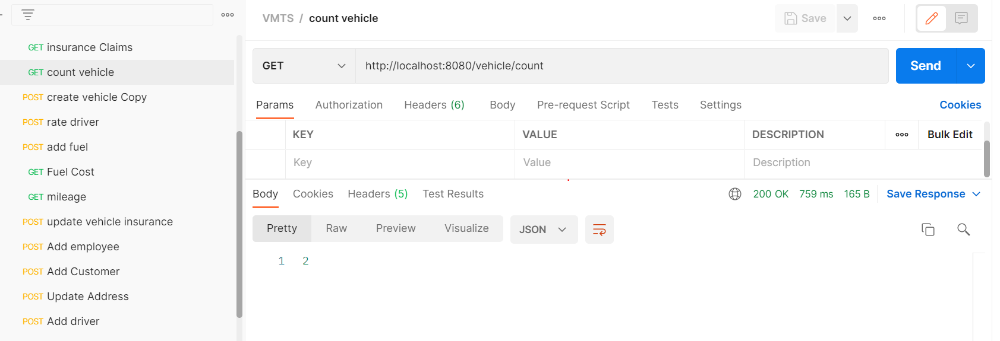 GET insurance Claims
GET count vehicle
POST create vehicle Copy
POST rate driver
POST add fuel
GET Fuel Cost
GET mileage
POST update vehicle insurance
POST Add employee
POST Add Customer
POST Update Address
POST Add driver
VMTS / count vehicle
Save
GET http://localhost:8080/vehicle/count Send
Params Authorization Headers (6) Body Pre-request Script Tests Settings Cookies
KEY VALUE DESCRIPTION Bulk Edit
Key Value Description
Body Cookies Headers (5) Test Results 200 OK 759 ms 165 B Save Response
Pretty Raw Preview Visualize JSON
1 2